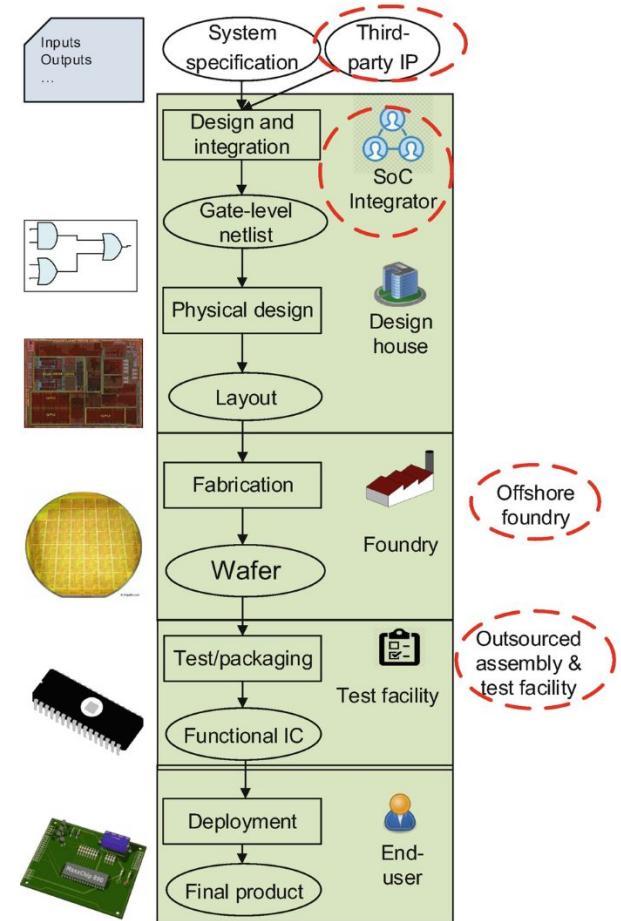 Inputs
Outputs
...
System
specification
Third-
party IP
Design and
integration
SoC
Integrator
Gate-level
netlist
Physical design
Design
house
Layout
Fabrication
Foundry
Offshore
foundry
Wafer
Test/packaging
Test facility
Outsourced
assembly &
test facility
Functional IC
Deployment
End-
user
Final product